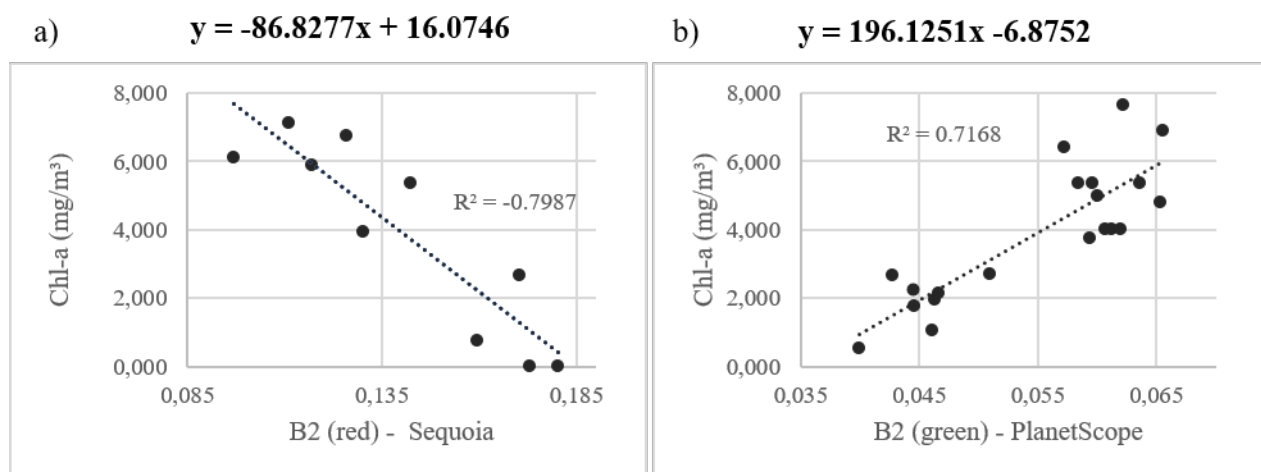 a) y = -86.8277x + 16.0746
8,000
6,000
4,000
2,000
0,000
Chl-a (mg/m³)
R² = -0.7987
0,085 0,135 0,185
B2 (red) - Sequoia
b) y = 196.1251x -6.8752
8,000
6,000
4,000
2,000
0,000
Chl-a (mg/m³)
R² = 0.7168
0,035 0,045 0,055 0,065
B2 (green) - PlanetScope